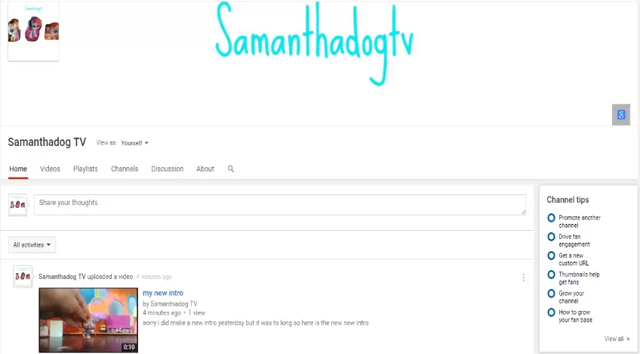 Samanthadogtv
Samanthadog TV View as: Yourself
Home Videos Playlists Channels Discussion About
Share your thoughts
Channel tips
Promote another
channel
Drive fan
engagement
Get a new
custom URL
Thumbnails help
get fans
Grow your
channel
How to grow
your fan base
View all »
All activities
Samanthadog TV uploaded a video 4 minutes ago
my new intro
by Samanthadog TV
4 minutes ago • 1 view
sorry i did make a new intro yesterday but it was to long so here is the new new intro
0:10